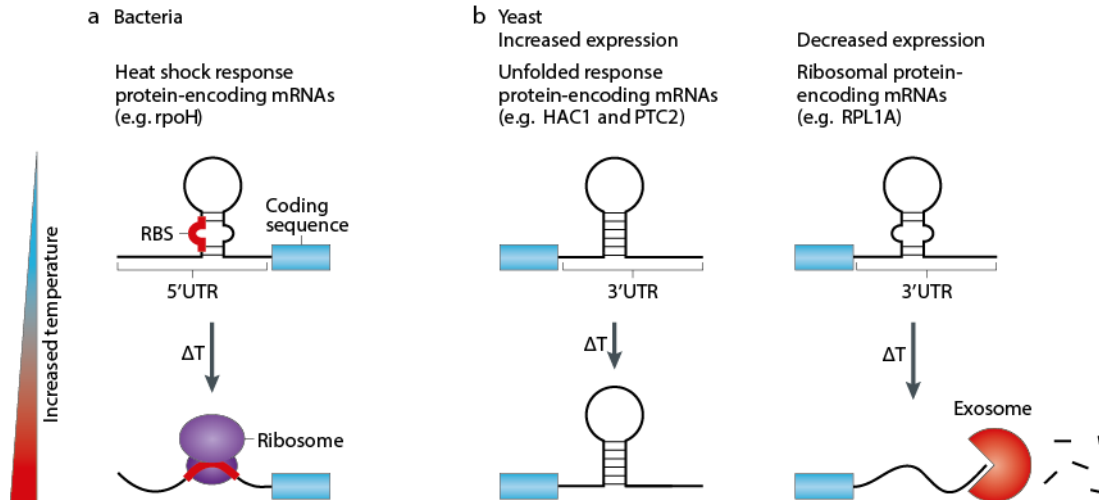 a Bacteria
Heat shock response
protein-encoding mRNAs
(e.g. rpoH)
RBS
Coding
sequence
5′UTR
ΔT
Ribosome
b Yeast
Increased expression
Unfolded response
protein-encoding mRNAs
(e.g. HAC1 and PTC2)
3′UTR
ΔT
Decreased expression
Ribosomal protein-
encoding mRNAs
(e.g. RPL1A)
3′UTR
ΔT
Exosome
Increased temperature